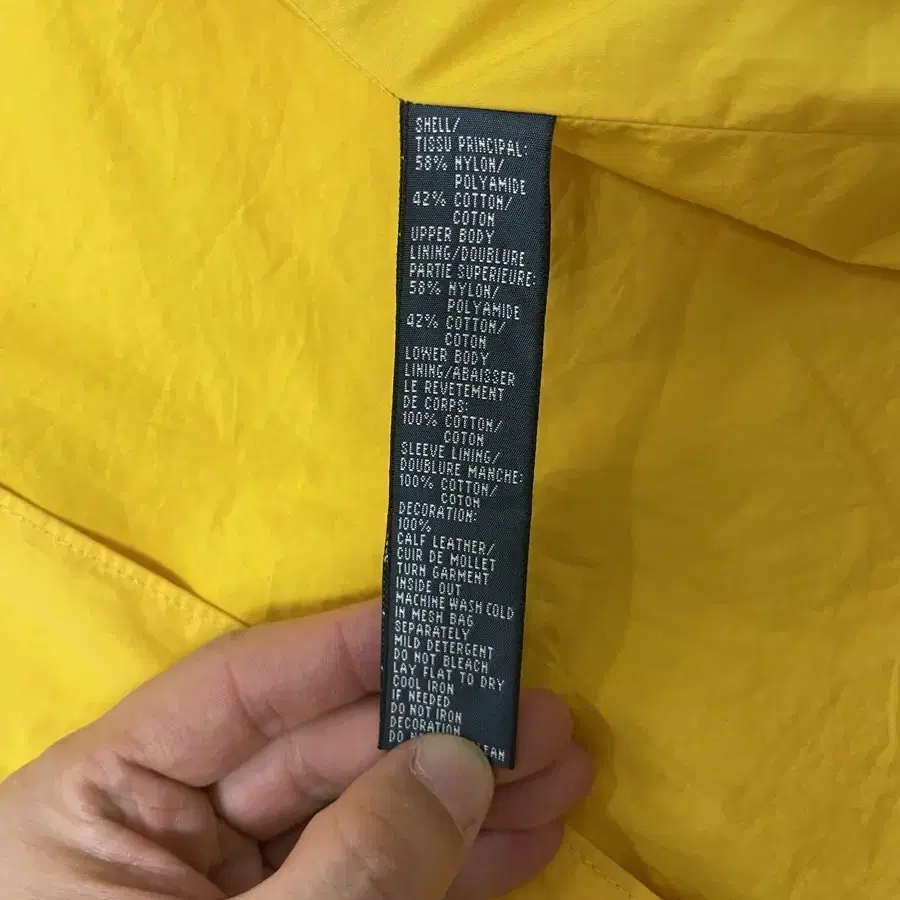 SHELL/
TISSU PRINCIPAL:
58% NYLON/
POLYAMIDE
42% COTTON/
COTON
UPPER BODY
LINING/DOUBLURE
PARTIE SUPERIEURE:
58% NYLON/
POLYAMIDE
42% COTTON/
COTON
LOWER BODY
LINING/ABAISSER
LE REVETEMENT
DE CORPS:
100% COTTON/
COTON
SLEEVE LINING/
DOUBLURE MANCHE:
100% COTTON/
COTON
DECORATION:
100%
CALF LEATHER/
CUIR DE MOLLET
TURN GARMENT
INSIDE OUT
MACHINE WASH COLD
IN MESH BAG
SEPARATELY
MILD DETERGENT
DO NOT BLEACH
LAY FLAT TO DRY
COOL IRON
IF NEEDED
DO NOT IRON
DECORATION
DO